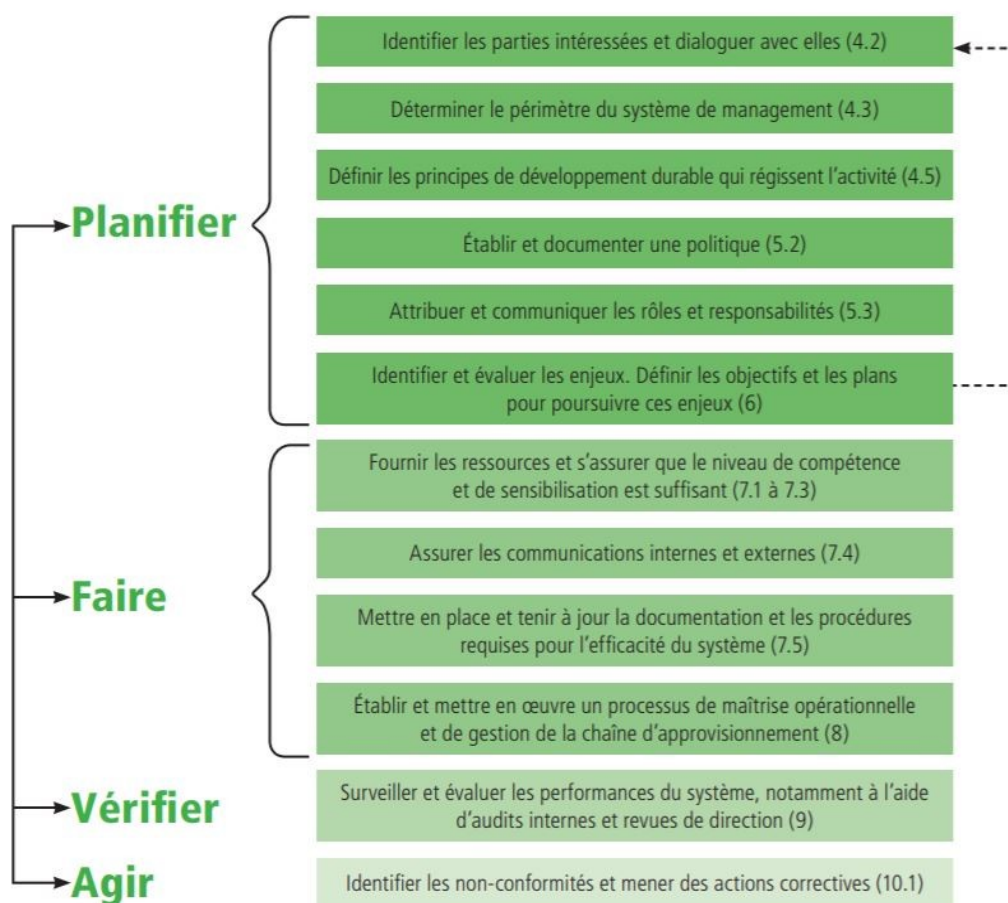 Planifier
Identifier les parties intéressées et dialoguer avec elles (4.2)
Déterminer le périmètre du système de management (4.3)
Définir les principes de développement durable qui régissent l’activité (4.5)
Établir et documenter une politique (5.2)
Attribuer et communiquer les rôles et responsabilités (5.3)
Identifier et évaluer les enjeux. Définir les objectifs et les plans
pour poursuivre ces enjeux (6)
Faire
Fournir les ressources et s’assurer que le niveau de compétence
et de sensibilisation est suffisant (7.1 à 7.3)
Assurer les communications internes et externes (7.4)
Mettre en place et tenir à jour la documentation et les procédures
requises pour l’efficacité du système (7.5)
Établir et mettre en œuvre un processus de maîtrise opérationnelle
et de gestion de la chaîne d’approvisionnement (8)
Vérifier
Surveiller et évaluer les performances du système, notamment à l’aide
d’audits internes et revues de direction (9)
Agir
Identifier les non-conformités et mener des actions correctives (10.1)